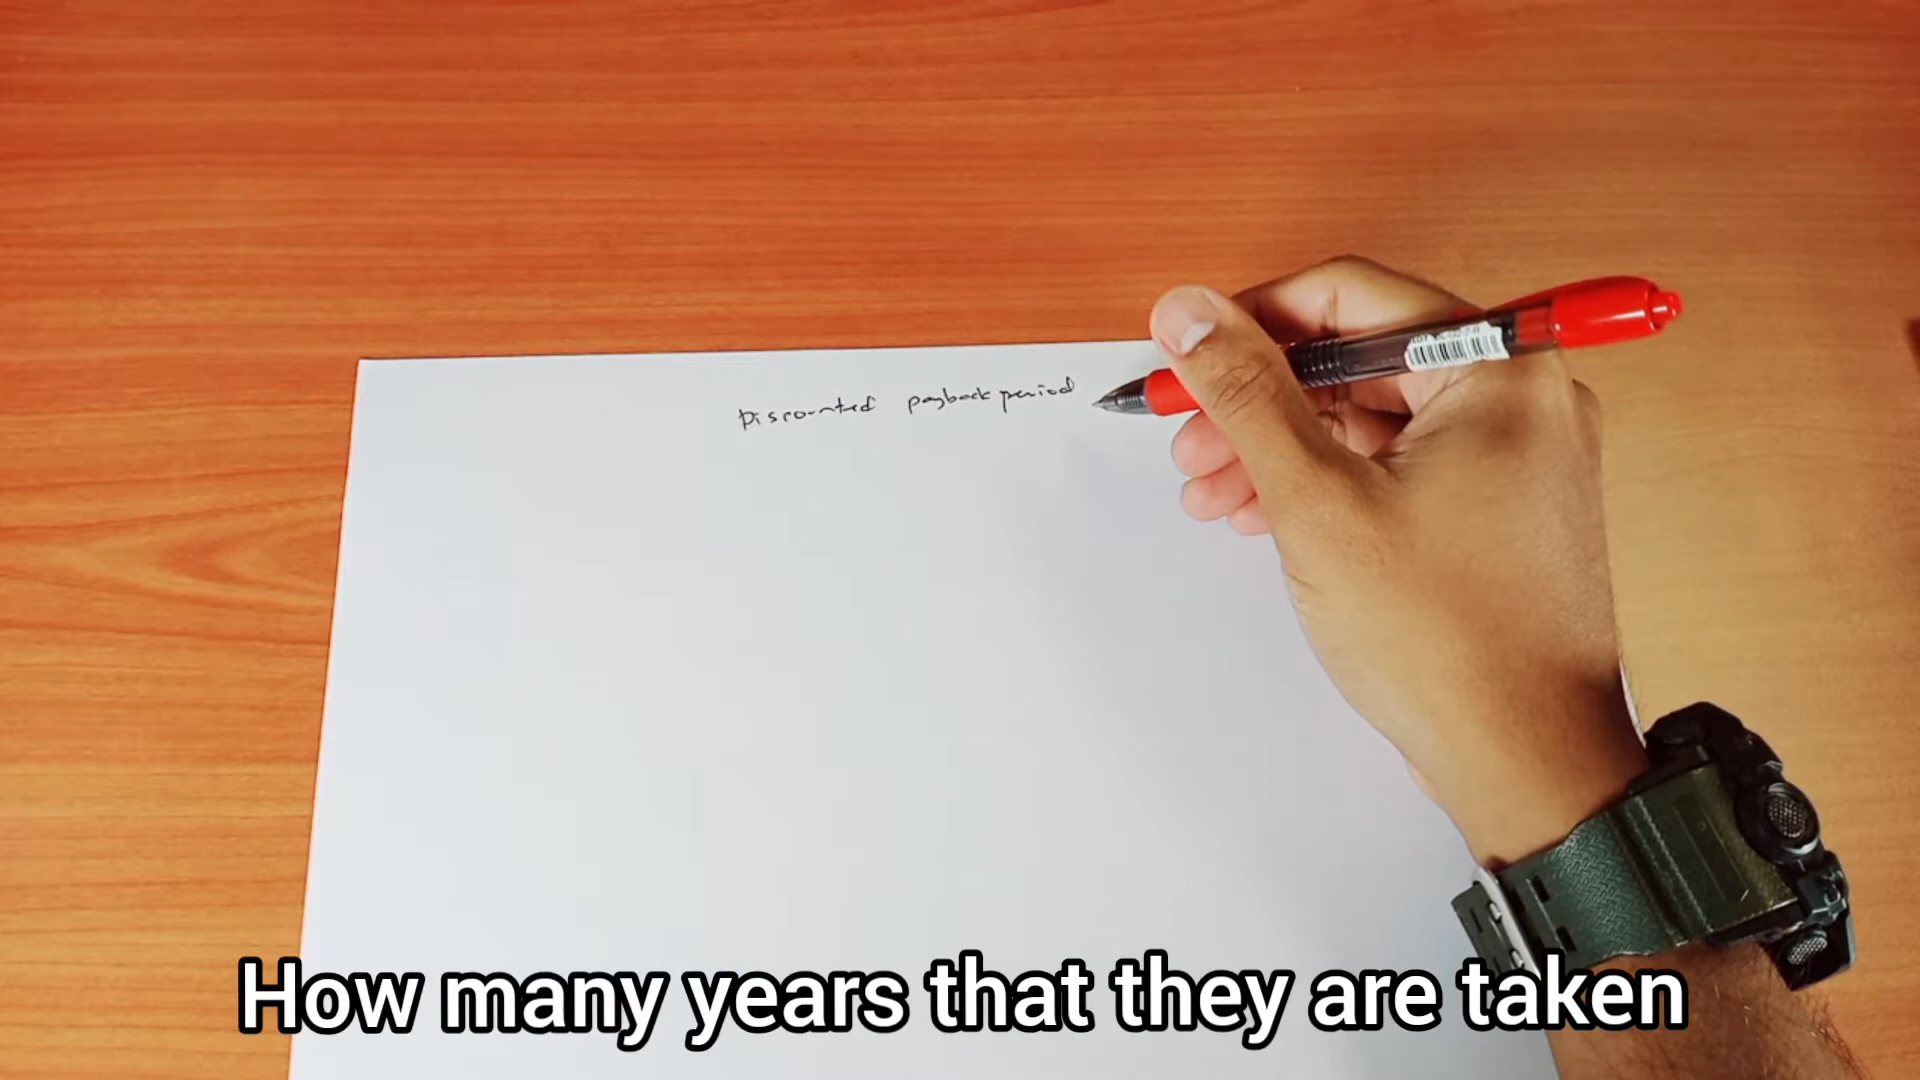 Discounted payback period
How many years that they are taken